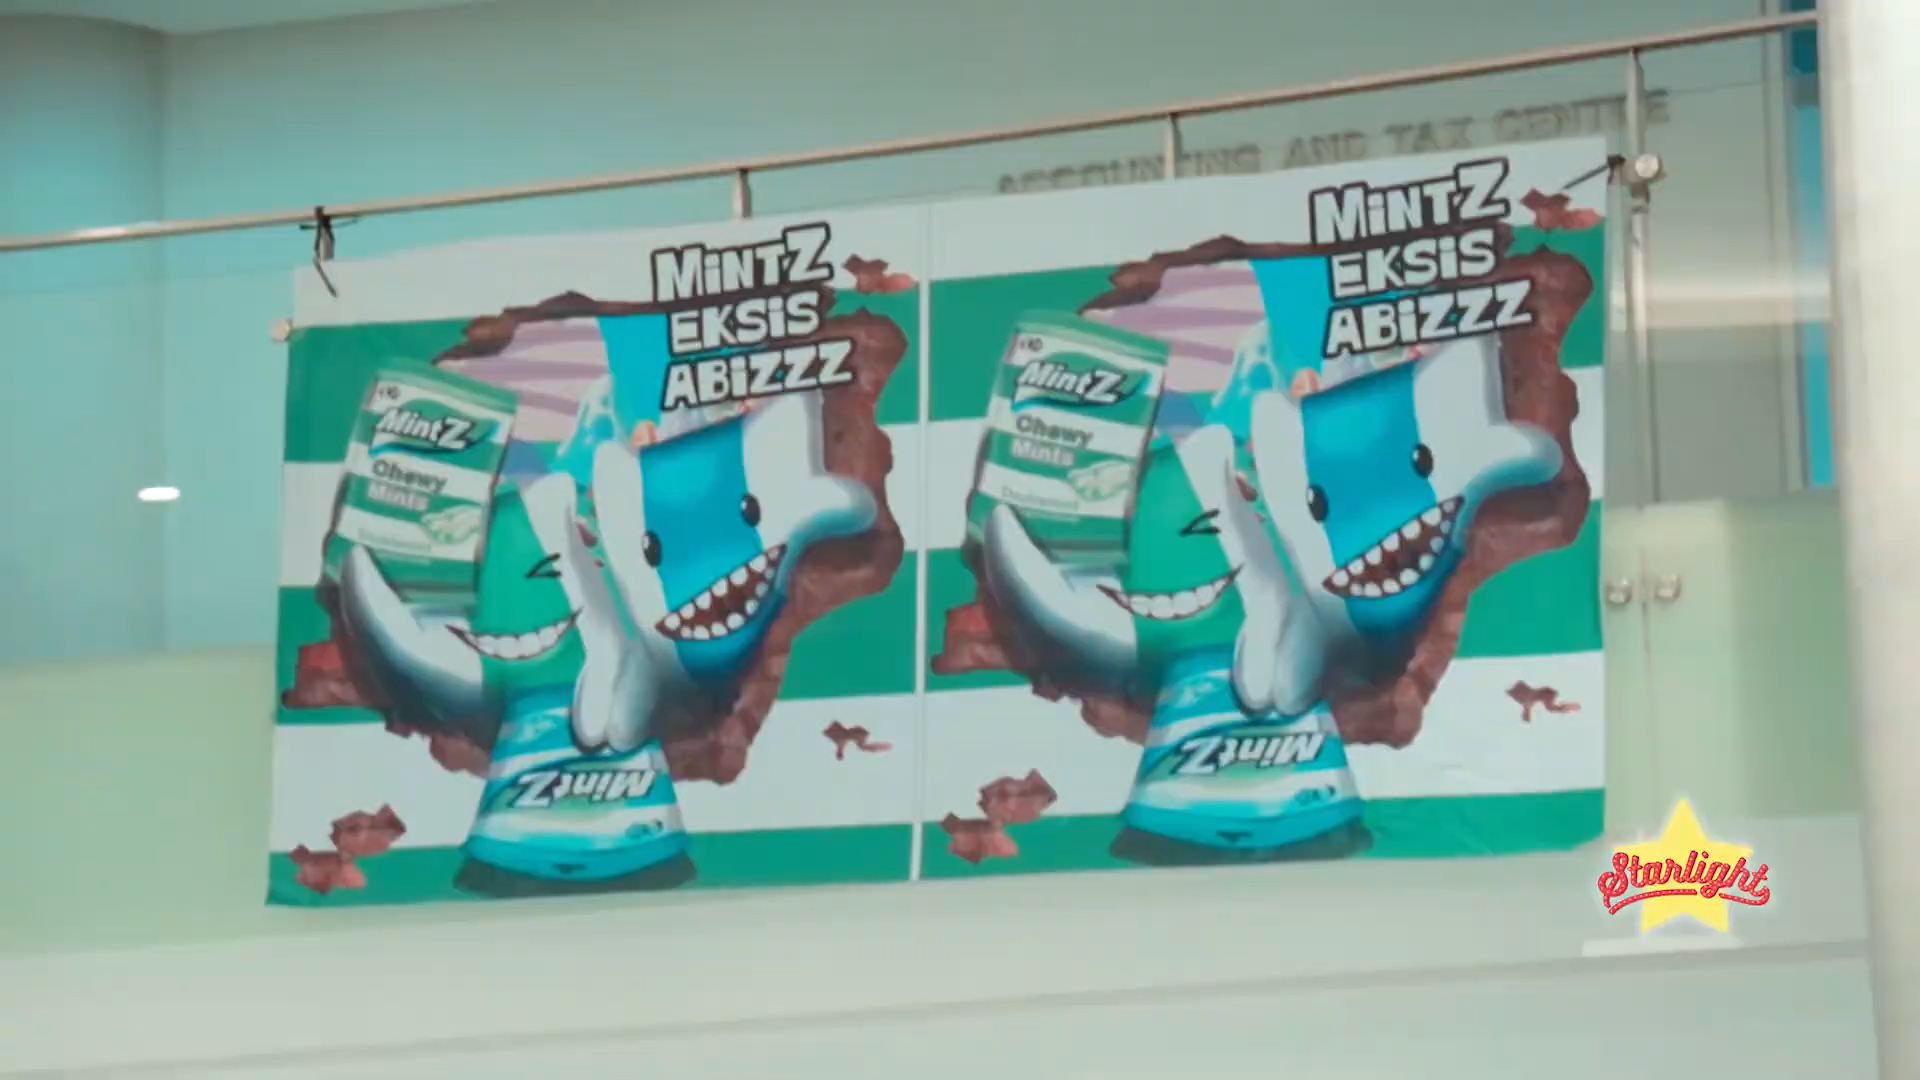 ACCOUNTING AND TAX CENTRE
MiNTZ
EKSiS
ABiZZZ
MintZ
Chewy
Mints
MintZ
MiNTZ
EKSiS
ABiZZZ
MintZ
Chewy
Mints
MintZ
Starlight